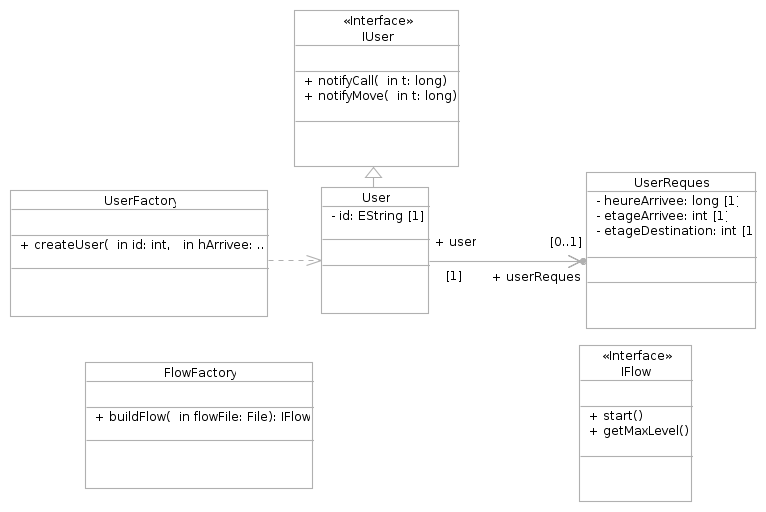 «Interface»
IUser
+ notifyCall(  in t: long)
+ notifyMove(  in t: long)
UserFactory
+ createUser(  in id: int,   in hArrivee: ..
User
- id: EString [1]
+ user
[1]
[0..1]
+ userReques
UserReques
- heureArrivee: long [1]
- etageArrivee: int [1]
- etageDestination: int [1
FlowFactory
+ buildFlow(  in flowFile: File): IFlow
«Interface»
IFlow
+ start()
+ getMaxLevel()